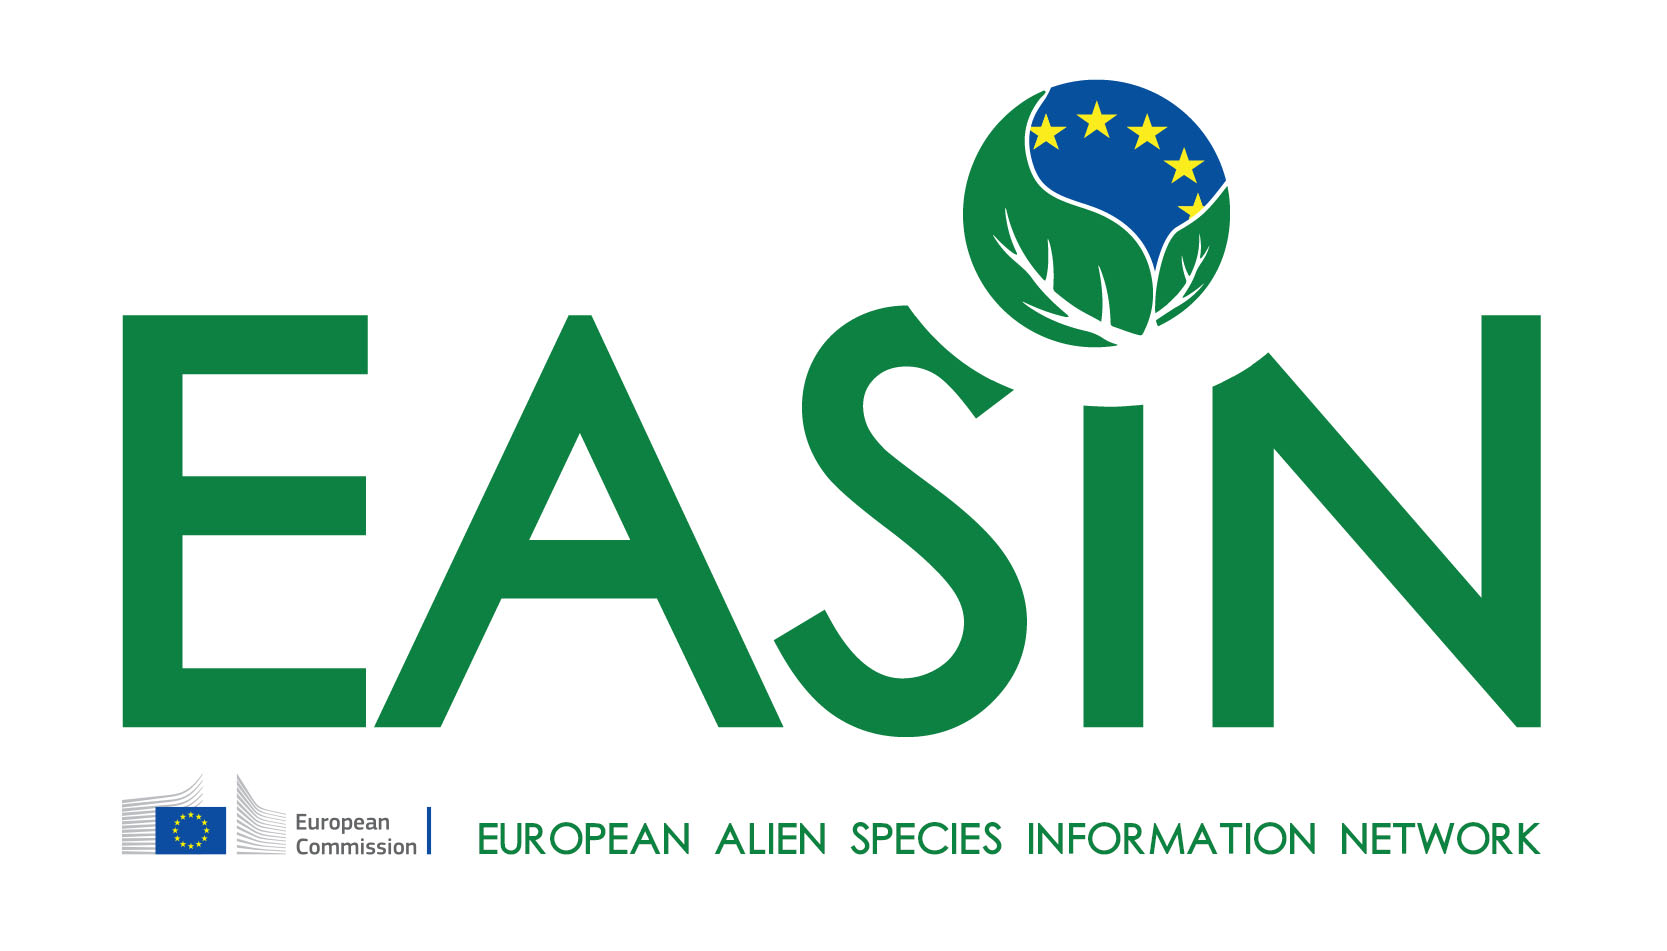 EASiN
European
Commission
EUROPEAN ALIEN SPECIES INFORMATION NETWORK